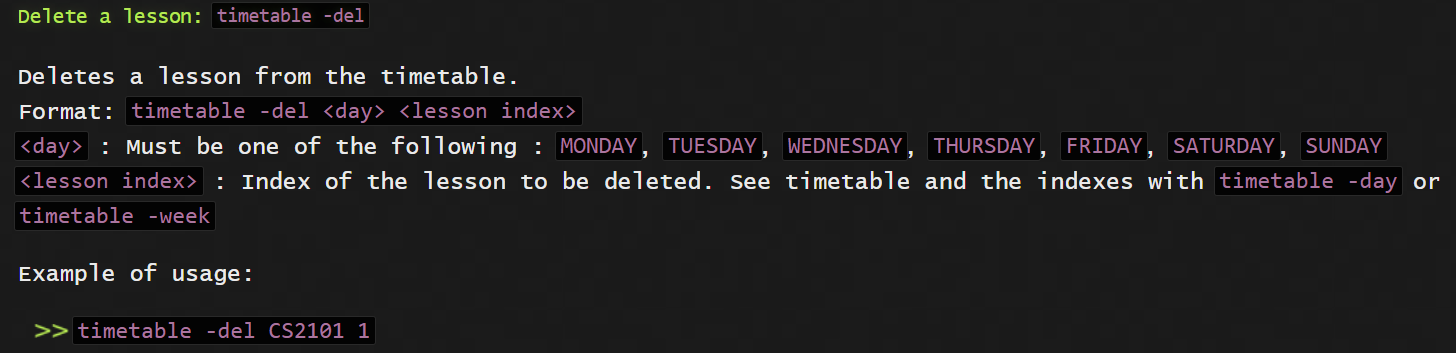 Delete a lesson: timetable -del
Deletes a lesson from the timetable.
Format: timetable -del <day> <lesson index>
<day> : Must be one of the following : MONDAY, TUESDAY, WEDNESDAY, THURSDAY, FRIDAY, SATURDAY, SUNDAY
<lesson index> : Index of the lesson to be deleted. See timetable and the indexes with timetable -day or
timetable -week
Example of usage:
>> timetable -del CS2101 1